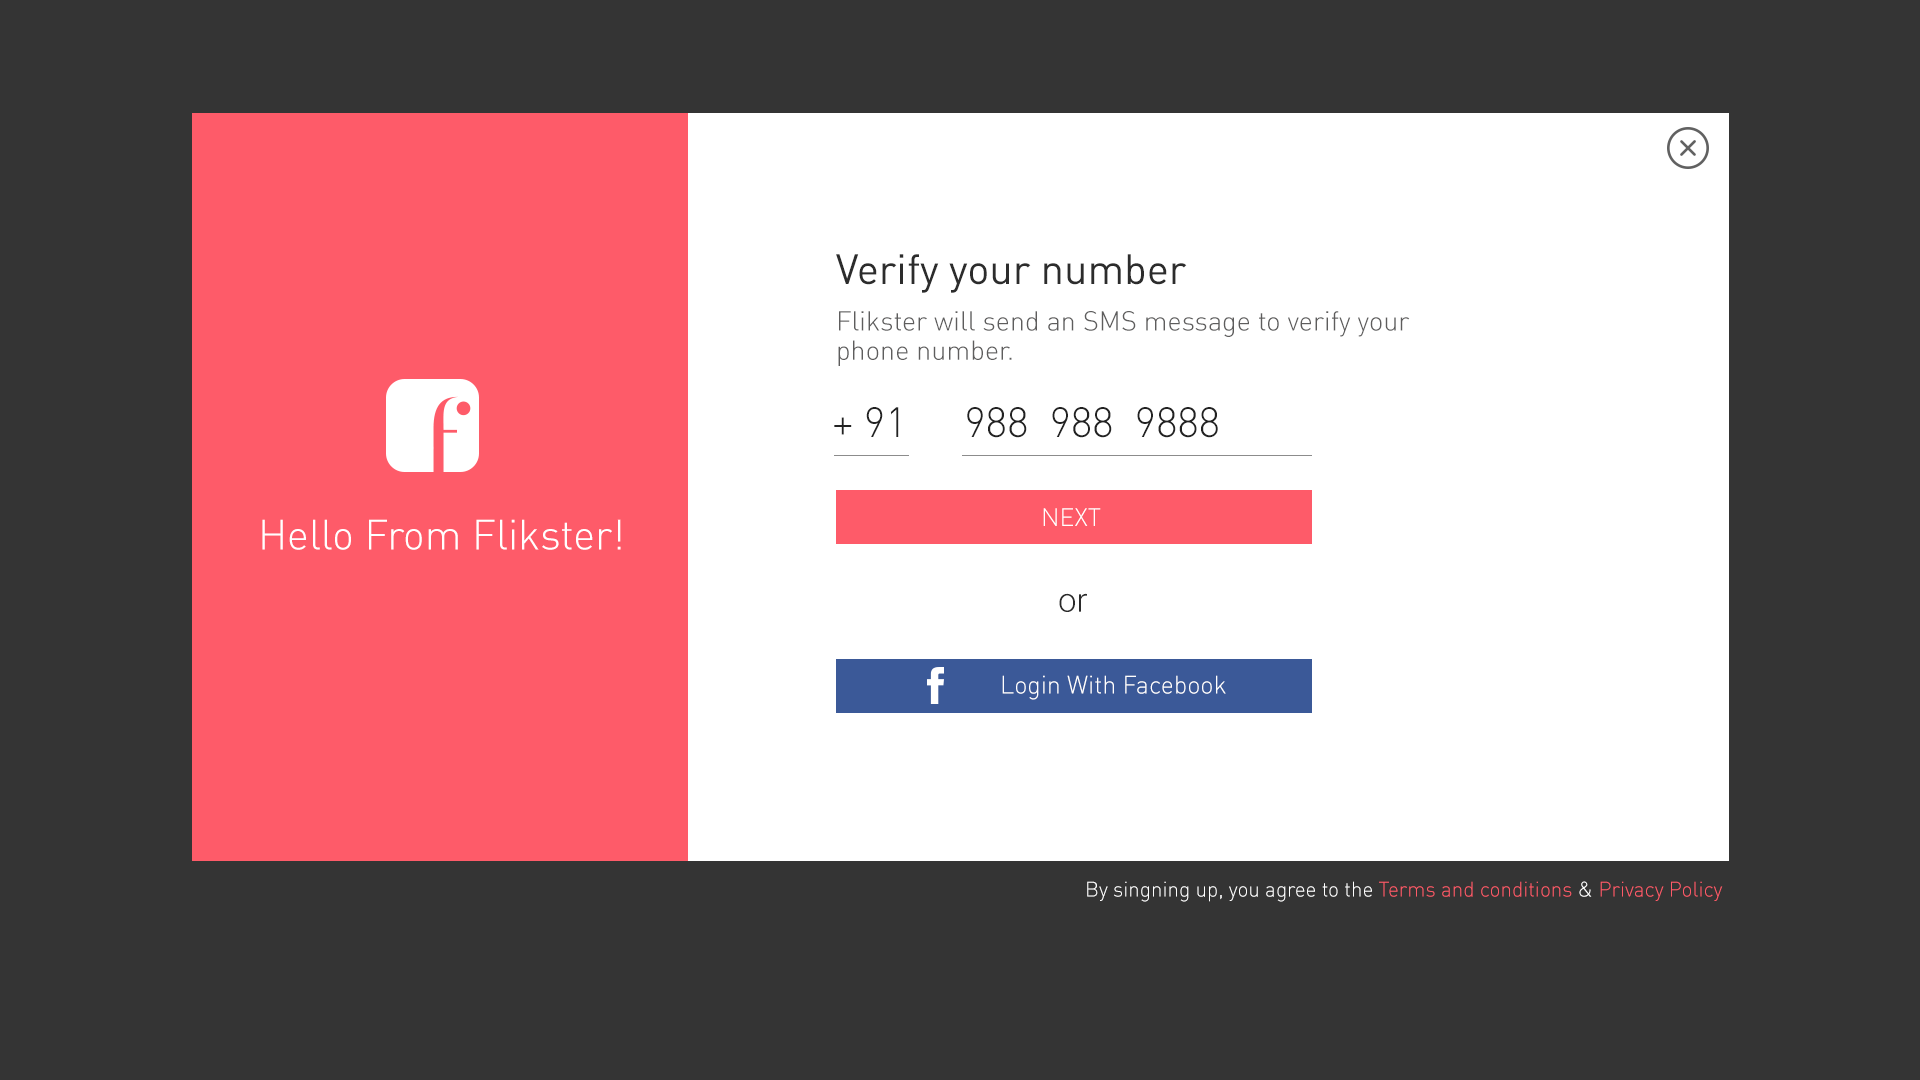 Hello From Flikster!
Verify your number
Flikster will send an SMS message to verify your
phone number.
+ 91 988 988 9888
NEXT
or
Login With Facebook
By singning up, you agree to the Terms and conditions & Privacy Policy